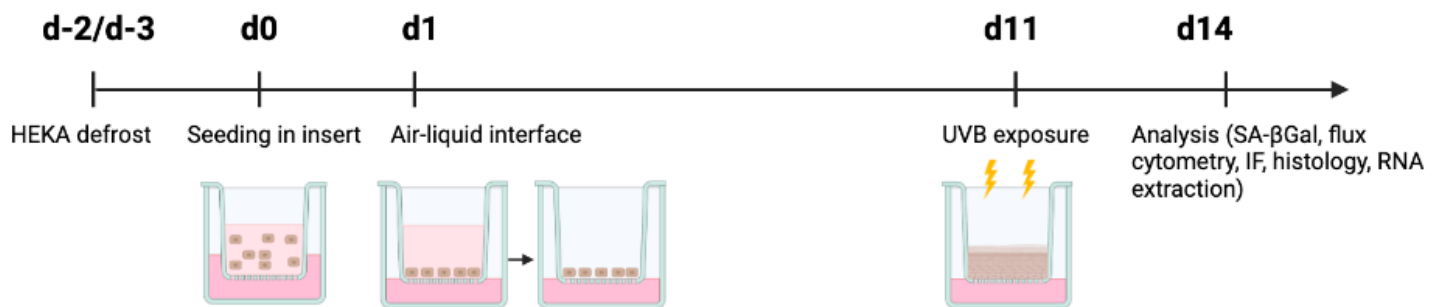 d-2/d-3 d0 d1 d11 d14
HEKA defrost Seeding in insert Air-liquid interface UVB exposure Analysis (SA-βGal, flux
cytometry, IF, histology, RNA
extraction)